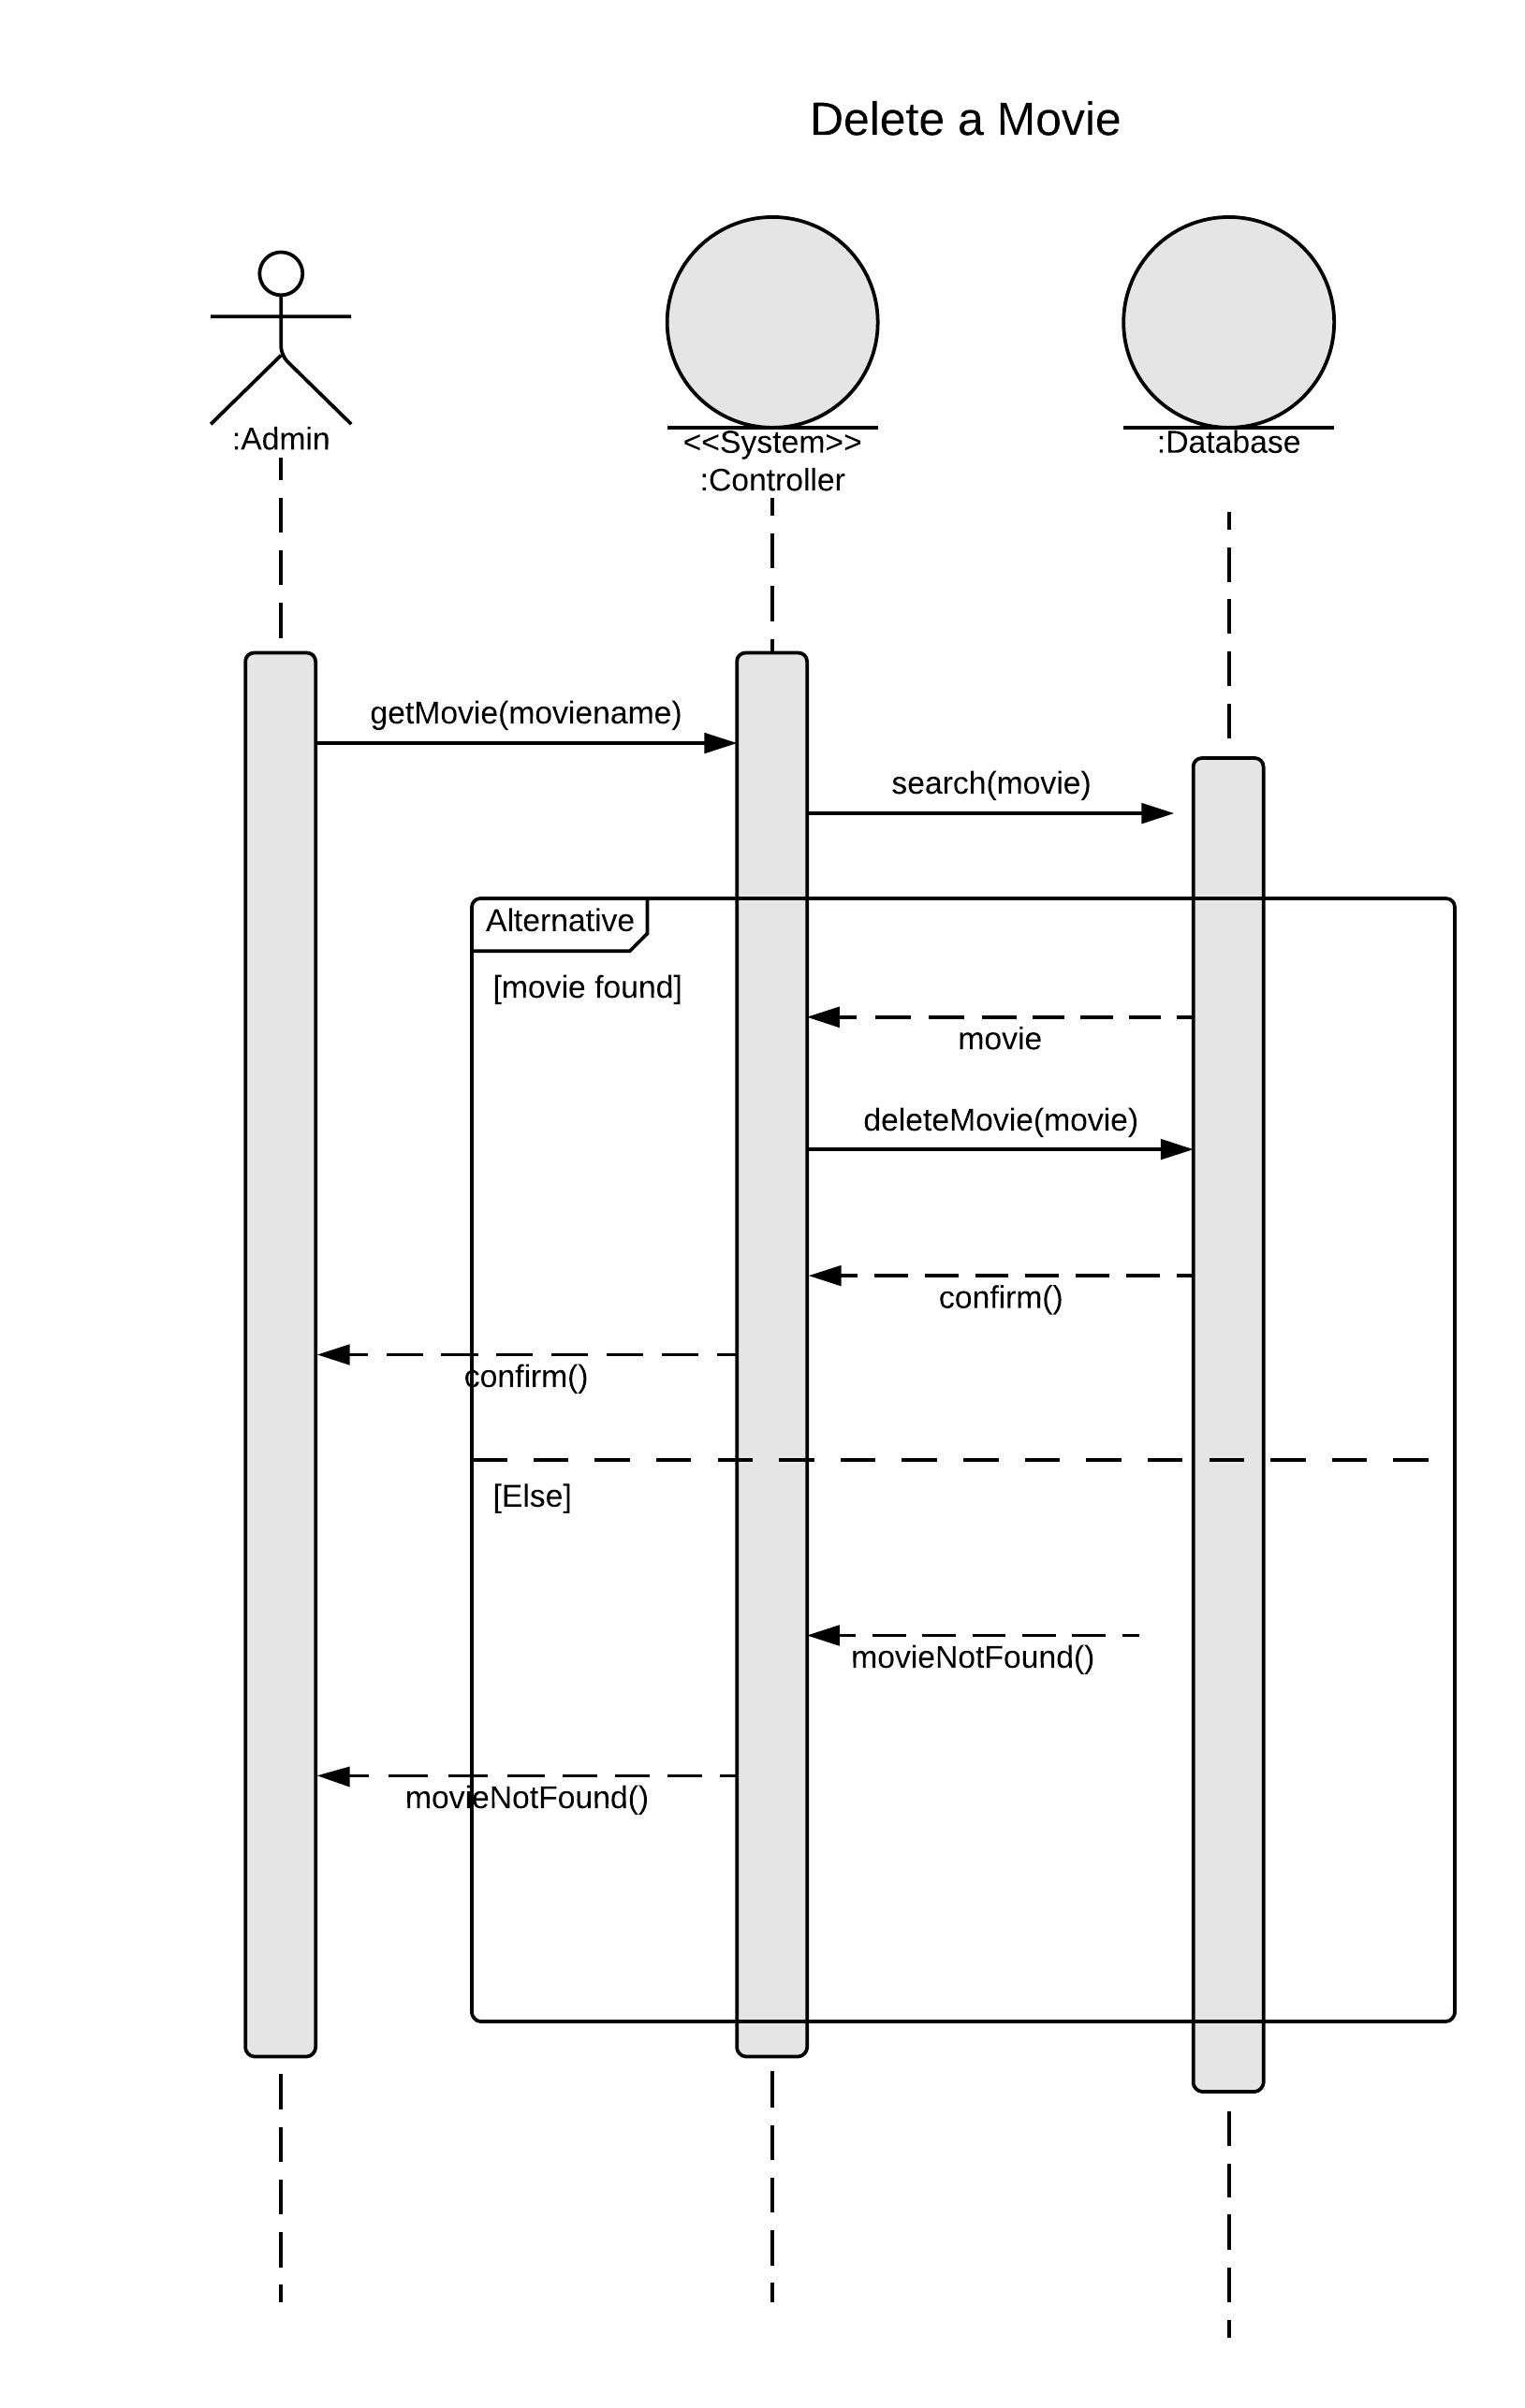 Delete a Movie
:Admin
<<System>>
:Controller
:Database
getMovie(moviename)
search(movie)
Alternative
[movie found]
movie
deleteMovie(movie)
confirm()
confirm()
[Else]
movieNotFound()
movieNotFound()